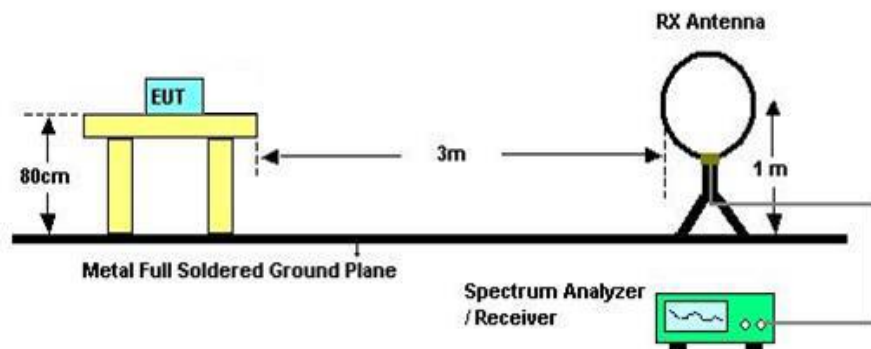 RX Antenna
EUT
80cm
3m
1 m
Metal Full Soldered Ground Plane
Spectrum Analyzer
/ Receiver